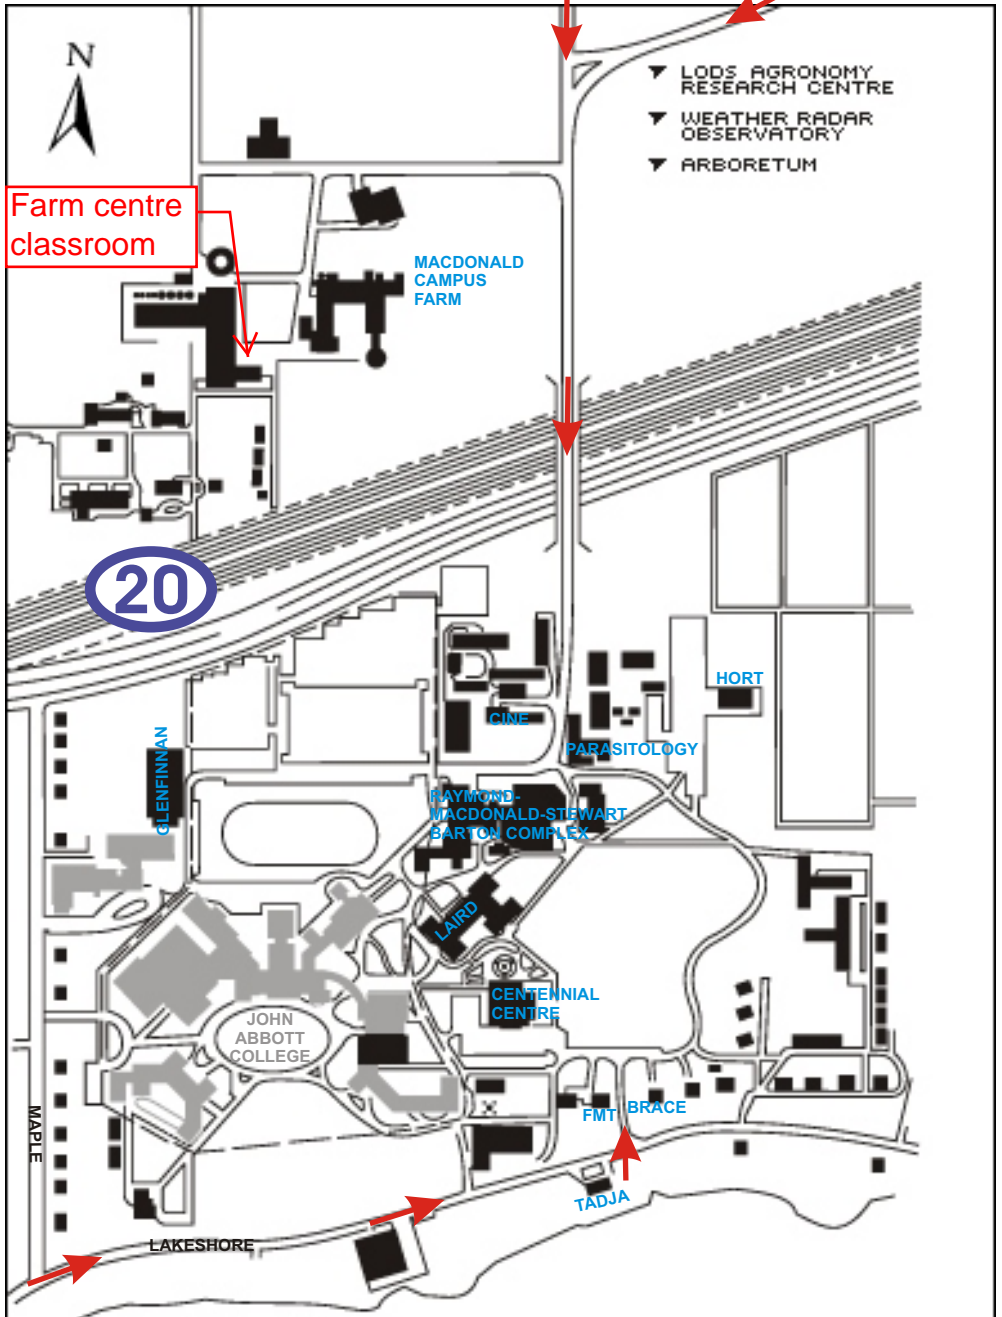 N
LODS AGRONOMY
RESEARCH CENTRE
WEATHER RADAR
OBSERVATORY
ARBORETUM
Farm centre
classroom
MACDONALD
CAMPUS
FARM
20
HORT
CINE
PARASITOLOGY
GLENFINNAN
RAYMOND-
MACDONALD-STEWART
BARTON COMPLEX
LAIRD
CENTENNIAL
CENTRE
JOHN
ABBOTT
COLLEGE
MAPLE
FMT
BRACE
TADJA
LAKESHORE